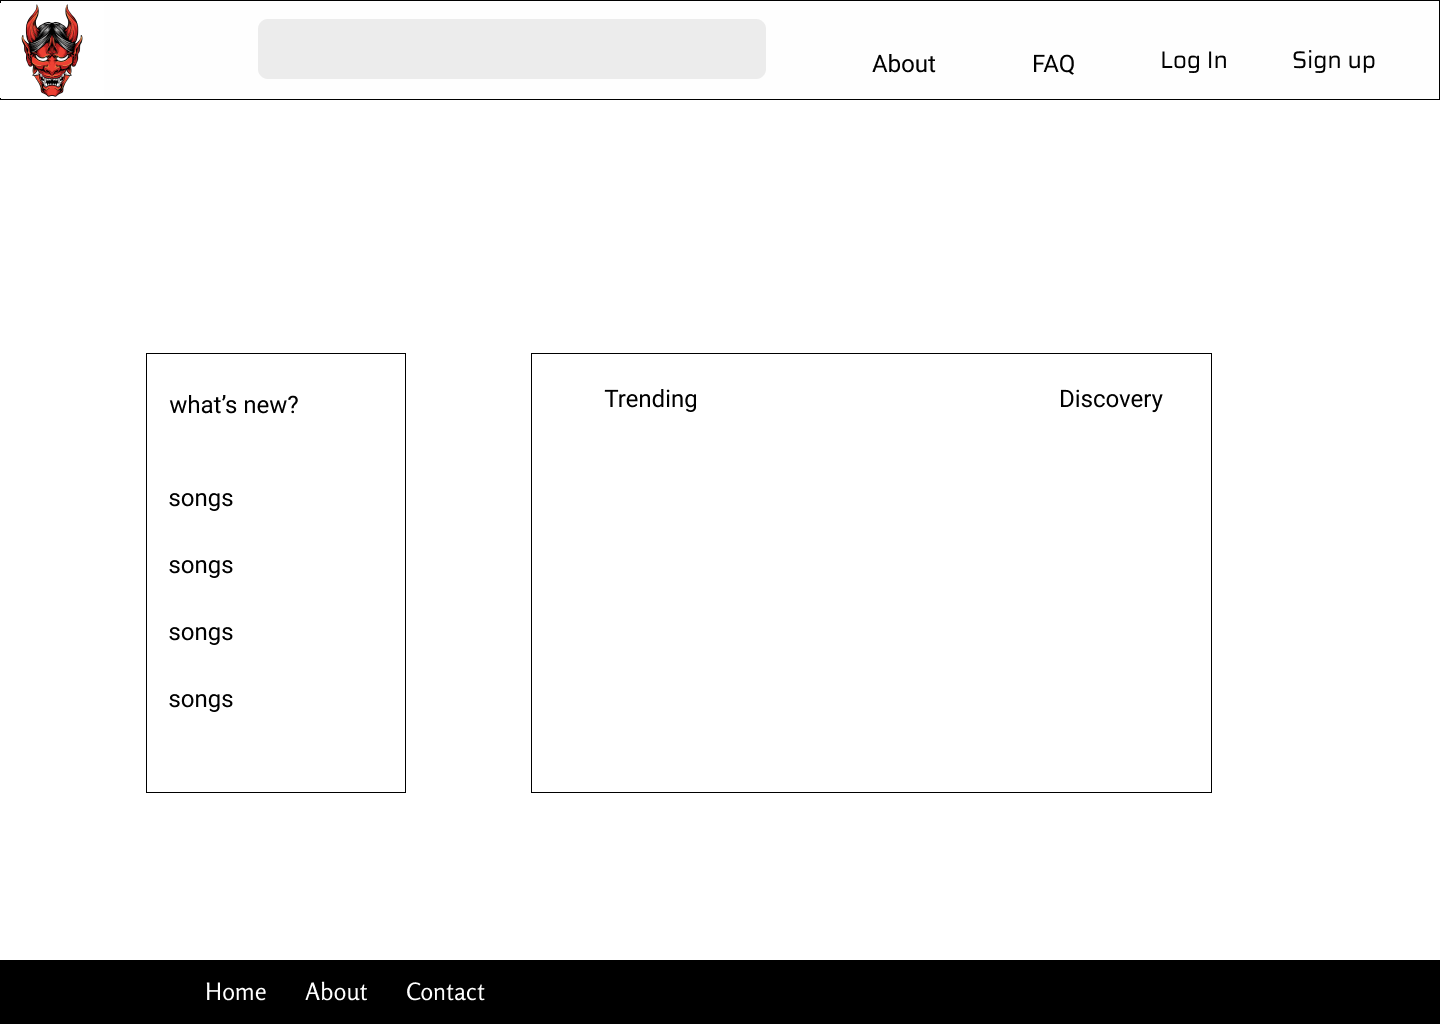 About FAQ Log In Sign up
what’s new?
songs
songs
songs
songs
Trending Discovery
Home About Contact